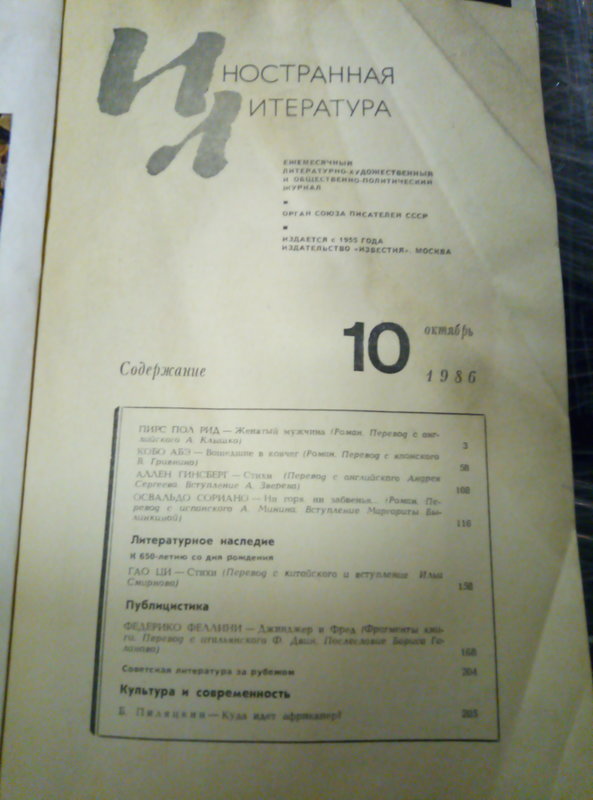 ИНОСТРАННАЯ
ЛИТЕРАТУРА
ЕЖЕМЕСЯЧНЫЙ
ЛИТЕРАТУРНО-ХУДОЖЕСТВЕННЫЙ
И ОБЩЕСТВЕННО-ПОЛИТИЧЕСКИЙ
ЖУРНАЛ
ОРГАН СОЮЗА ПИСАТЕЛЕЙ СССР
ИЗДАЕТСЯ с 1955 ГОДА
ИЗДАТЕЛЬСТВО «ИЗВЕСТИЯ». МОСКВА
10 октябрь
1986
Содержание
ПИРС ПОЛ РИД — Женатый мужчина (Роман. Перевод с анг-
лийского А. Клышко) 3
КОБО АБЭ — Вошедшие в ковчег (Роман. Перевод с японского
В. Гривнина) 58
АЛЛЕН ГИНСБЕРГ — Стихи (Перевод с английского Андрея
Сергеева. Вступление А. Зверева) 108
ОСВАЛЬДО СОРИАНО — Ни горя, ни забвенья... (Роман. Пе-
ревод с испанского А. Минина. Вступление Маргариты Бы-
линкиной) 116
Литературное наследие
К 650-летию со дня рождения
ГАО ЦИ — Стихи (Перевод с китайского и вступление Ильи
Смирнова) 158
Публицистика
ФЕДЕРИКО ФЕЛЛИНИ — Джинджер и Фред (Фрагменты кни-
ги. Перевод с итальянского Ф. Двин. Послесловие Бориса Го-
ланова) 168
Советская литература за рубежом 204
Культура и современность
Б. Пиляцкин — Куда идет африканер? 205